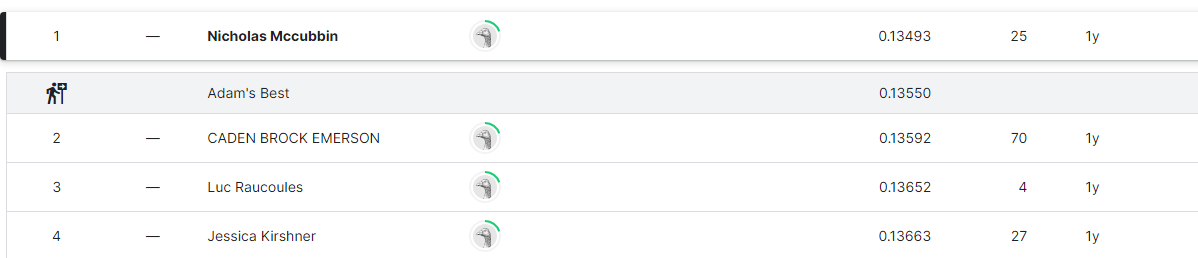 1 — Nicholas Mccubbin 0.13493 25 1y
Adam's Best 0.13550
2 — CADEN BROCK EMERSON 0.13592 70 1y
3 — Luc Raucoules 0.13652 4 1y
4 — Jessica Kirshner 0.13663 27 1y